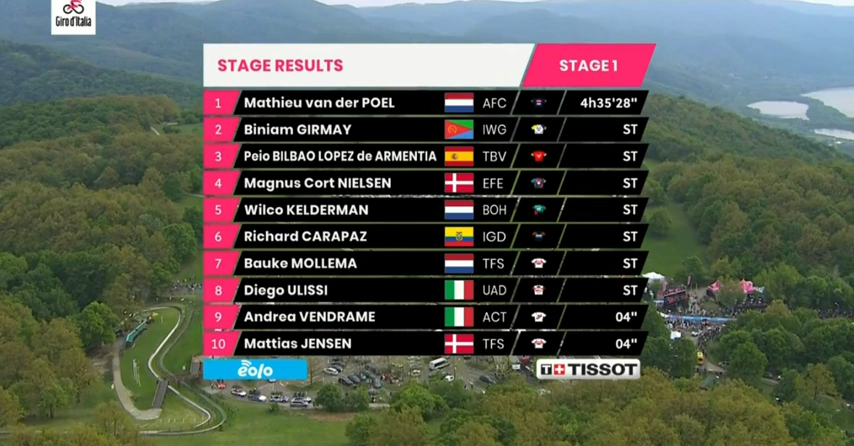 Giro d'Italia
STAGE RESULTS STAGE 1
1 Mathieu van der POEL AFC 4h35'28"
2 Biniam GIRMAY IWG ST
3 Peio BILBAO LOPEZ de ARMENTIA TBV ST
4 Magnus Cort NIELSEN EFE ST
5 Wilco KELDERMAN BOH ST
6 Richard CARAPAZ IGD ST
7 Bauke MOLLEMA TFS ST
8 Diego ULISSI UAD ST
9 Andrea VENDRAME ACT 04"
10 Mattias JENSEN TFS 04"
eolo TISSOT